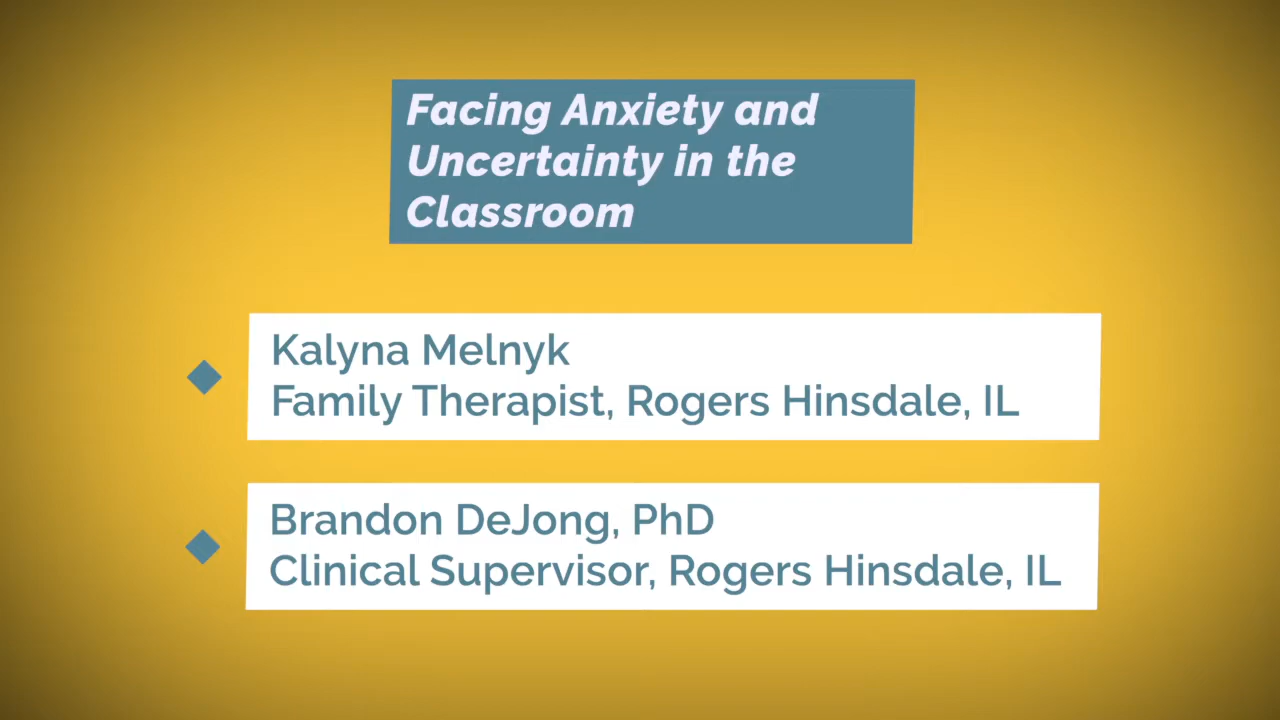 Facing Anxiety and
Uncertainty in the
Classroom
Kalyna Melnyk
Family Therapist, Rogers Hinsdale, IL
Brandon DeJong, PhD
Clinical Supervisor, Rogers Hinsdale, IL